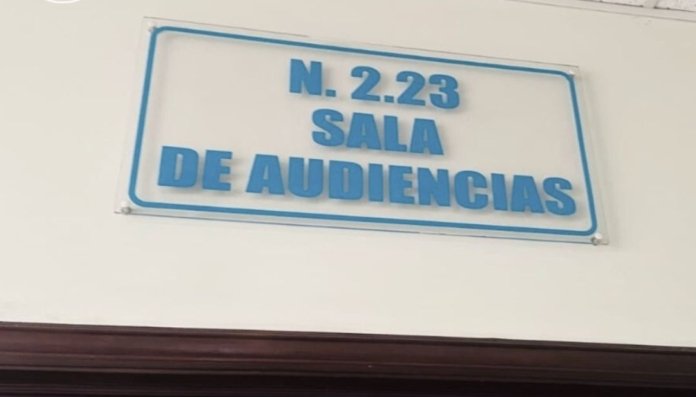 N. 2.23
SALA
DE AUDIENCIAS